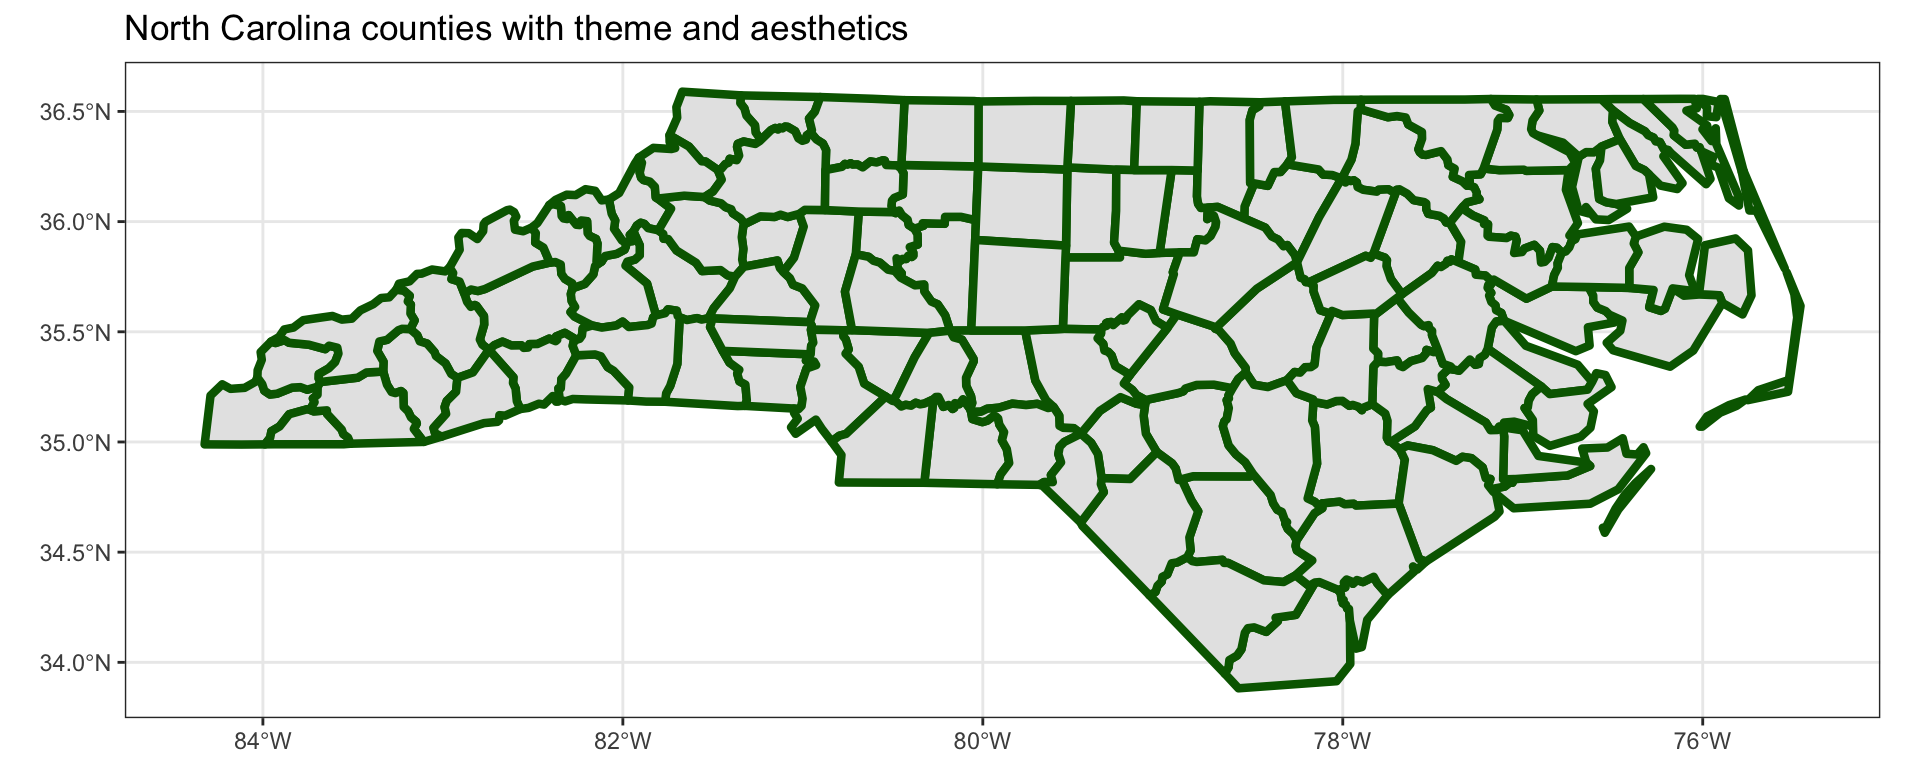 North Carolina counties with theme and aesthetics
36.5°N
36.0°N
35.5°N
35.0°N
34.5°N
34.0°N
84°W
82°W
80°W
78°W
76°W